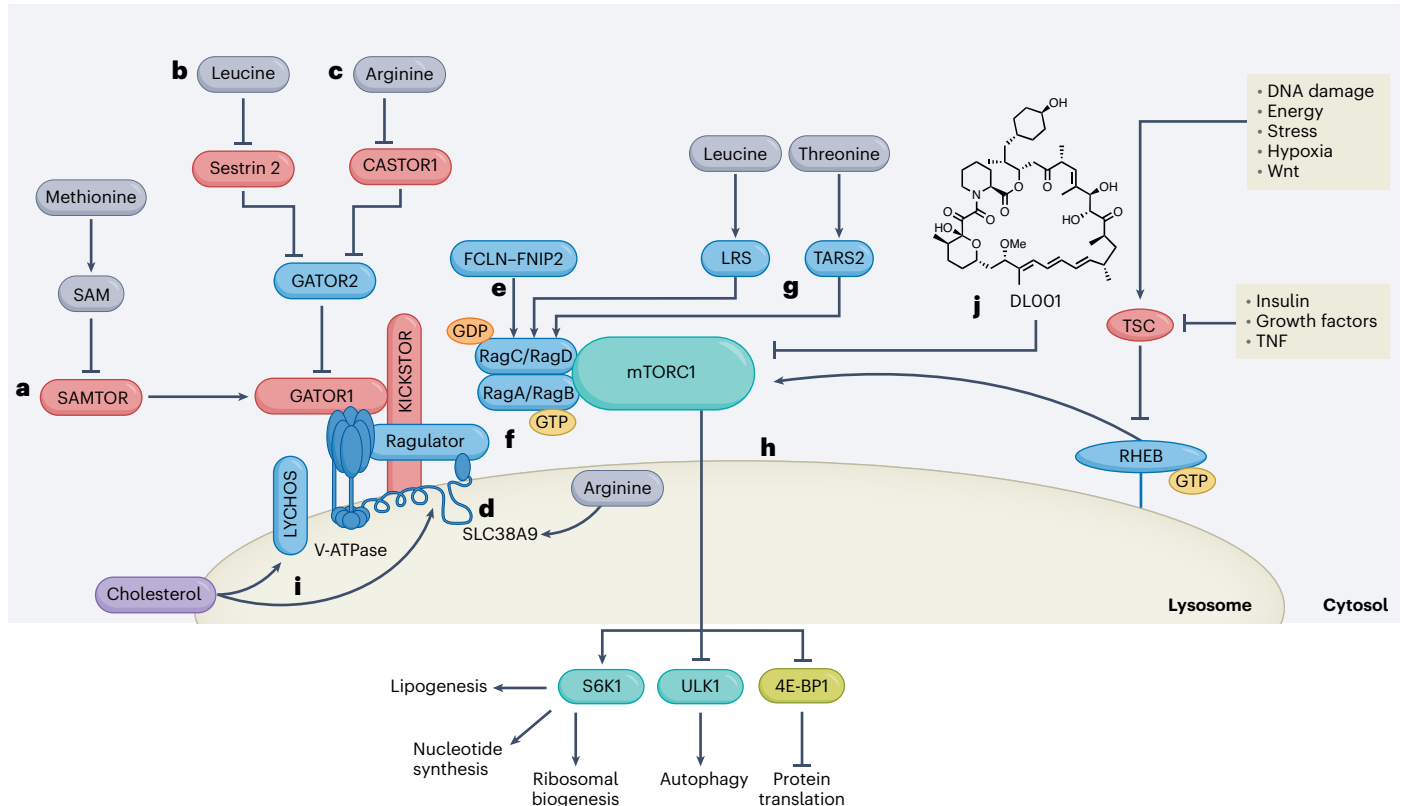 b
Leucine
c
Arginine
Sestrin 2
CASTOR1
Methionine
SAM
GATOR2
a
SAMTOR
GATOR1
KICKSTOR
FCLN–FNIP2
e
Leucine
Threonine
LRS
TARS2
g
GDP
RagC/RagD
RagA/RagB
GTP
mTORC1
OH
O
O
N
O
O
O
HO
O
OMe
OH
HO
O
j
DL001
• DNA damage
• Energy
• Stress
• Hypoxia
• Wnt
TSC
• Insulin
• Growth factors
• TNF
RHEB
GTP
Ragulator
f
h
LYCHOS
V-ATPase
d
SLC38A9
Arginine
i
Cholesterol
Lysosome
Cytosol
Lipogenesis
S6K1
ULK1
4E-BP1
Nucleotide
synthesis
Ribosomal
biogenesis
Autophagy
Protein
translation